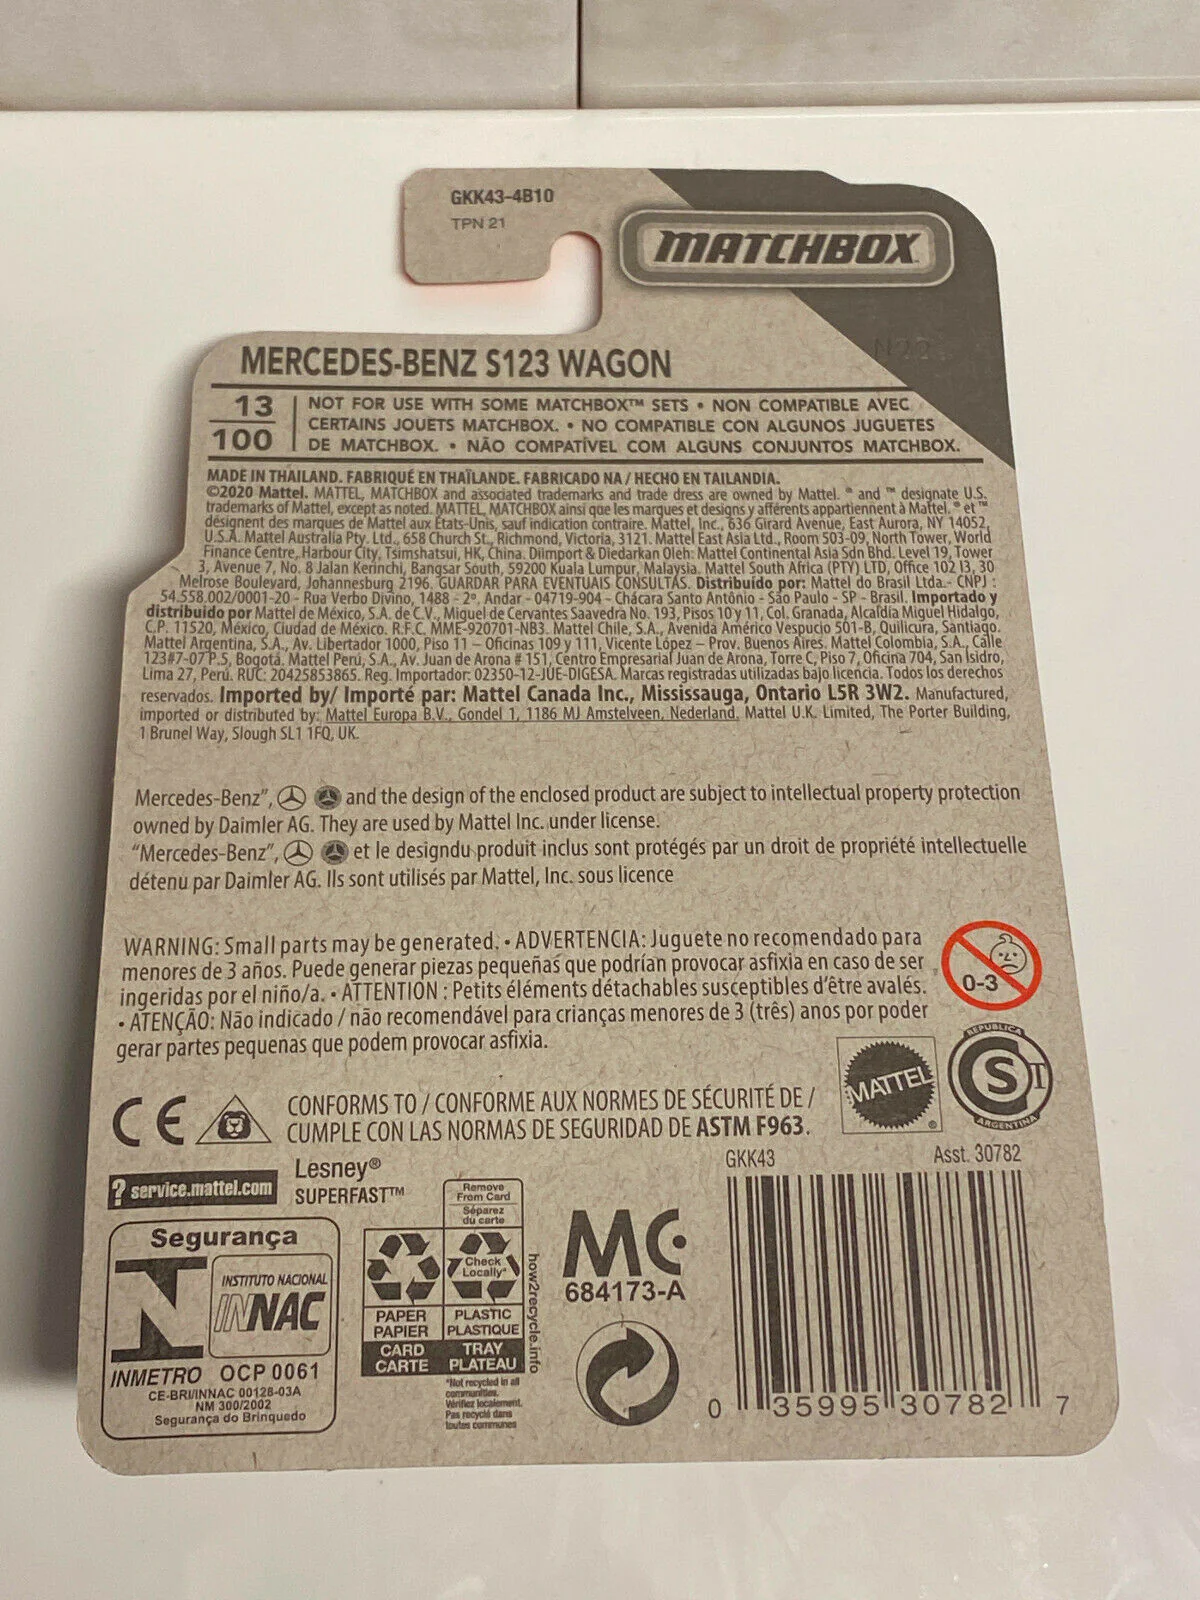 GKK43-4B10
TPN 21
MATCHBOX
N22
MERCEDES-BENZ S123 WAGON
13
100
NOT FOR USE WITH SOME MATCHBOX™ SETS • NON COMPATIBLE AVEC
CERTAINS JOUETS MATCHBOX. • NO COMPATIBLE CON ALGUNOS JUGUETES
DE MATCHBOX. • NÃO COMPATÍVEL COM ALGUNS CONJUNTOS MATCHBOX.
MADE IN THAILAND. FABRIQUÉ EN THAÏLANDE. FABRICADO NA / HECHO EN TAILANDIA.
©2020 Mattel. MATTEL, MATCHBOX and associated trademarks and trade dress are owned by Mattel. ® and ™ designate U.S.
trademarks of Mattel, except as noted. MATTEL, MATCHBOX ainsi que les marques et designs y afférents appartiennent à Mattel. ® et ™
désignent des marques de Mattel aux États-Unis, sauf indication contraire. Mattel, Inc., 636 Girard Avenue, East Aurora, NY 14052,
U.S.A. Mattel Australia Pty. Ltd., 658 Church St., Richmond, Victoria, 3121. Mattel East Asia Ltd., Room 503-09, North Tower, World
Finance Centre, Harbour City, Tsimshatsui, HK, China. Diimport & Diedarkan Oleh: Mattel Continental Asia Sdn Bhd. Level 19, Tower
3, Avenue 7, No. 8 Jalan Kerinchi, Bangsar South, 59200 Kuala Lumpur, Malaysia. Mattel South Africa (PTY) LTD, Office 102 I3, 30
Melrose Boulevard, Johannesburg 2196. GUARDAR PARA EVENTUAIS CONSULTAS. Distribuído por: Mattel do Brasil Ltda.- CNPJ :
54.558.002/0001-20 - Rua Verbo Divino, 1488 - 2º, Andar - 04719-904 - Chácara Santo Antônio - São Paulo - SP - Brasil. Importado y
distribuido por Mattel de México, S.A. de C.V., Miguel de Cervantes Saavedra No. 193, Pisos 10 y 11, Col. Granada, Alcaldía Miguel Hidalgo,
C.P. 11520, México, Ciudad de México. R.F.C. MME-920701-NB3. Mattel Chile, S.A., Avenida Américo Vespucio 501-B, Quilicura, Santiago.
Mattel Argentina, S.A., Av. Libertador 1000, Piso 11 – Oficinas 109 y 111, Vicente López – Prov. Buenos Aires. Mattel Colombia, S.A., Calle
123#7-07 P.5, Bogotá. Mattel Perú, S.A., Av. Juan de Arona # 151, Centro Empresarial Juan de Arona, Torre C, Piso 7, Oficina 704, San Isidro,
Lima 27, Perú. RUC: 20425853865. Reg. Importador: 02350-12-JUE-DIGESA. Marcas registradas utilizadas bajo licencia. Todos los derechos
reservados. Imported by/ Importé par: Mattel Canada Inc., Mississauga, Ontario L5R 3W2. Manufactured,
imported or distributed by: Mattel Europa B.V., Gondel 1, 1186 MJ Amstelveen, Nederland. Mattel U.K. Limited, The Porter Building,
1 Brunel Way, Slough SL1 1FQ, UK.
Mercedes-Benz”, and the design of the enclosed product are subject to intellectual property protection
owned by Daimler AG. They are used by Mattel Inc. under license.
“Mercedes-Benz”, et le designdu produit inclus sont protégés par un droit de propriété intellectuelle
détenu par Daimler AG. Ils sont utilisés par Mattel, Inc. sous licence
WARNING: Small parts may be generated. • ADVERTENCIA: Juguete no recomendado para
menores de 3 años. Puede generar piezas pequeñas que podrían provocar asfixia en caso de ser
ingeridas por el niño/a. • ATTENTION : Petits éléments détachables susceptibles d'être avalés.
• ATENÇÃO: Não indicado / não recomendável para crianças menores de 3 (três) anos por poder
gerar partes pequenas que podem provocar asfixia.
0-3
MATTEL
®
REPUBLICA
CSI
ARGENTINA
CE
CONFORMS TO / CONFORME AUX NORMES DE SÉCURITÉ DE /
CUMPLE CON LAS NORMAS DE SEGURIDAD DE ASTM F963.
? service.mattel.com
Lesney®
SUPERFAST™
GKK43
Asst. 30782
Segurança
INSTITUTO NACIONAL
INNAC
INMETRO OCP 0061
CE-BRI/INNAC 00128-03A
NM 300/2002
Segurança do Brinquedo
Remove
From Card
Séparez
du carte
Check
Locally*
PAPER
PAPIER
CARD
CARTE
PLASTIC
PLASTIQUE
TRAY
PLATEAU
*Not recycled in all
communities.
Vérifiez localement.
Pas recyclé dans
toutes communes
how2recycle.info
MC
684173-A
0 35995 30782 7